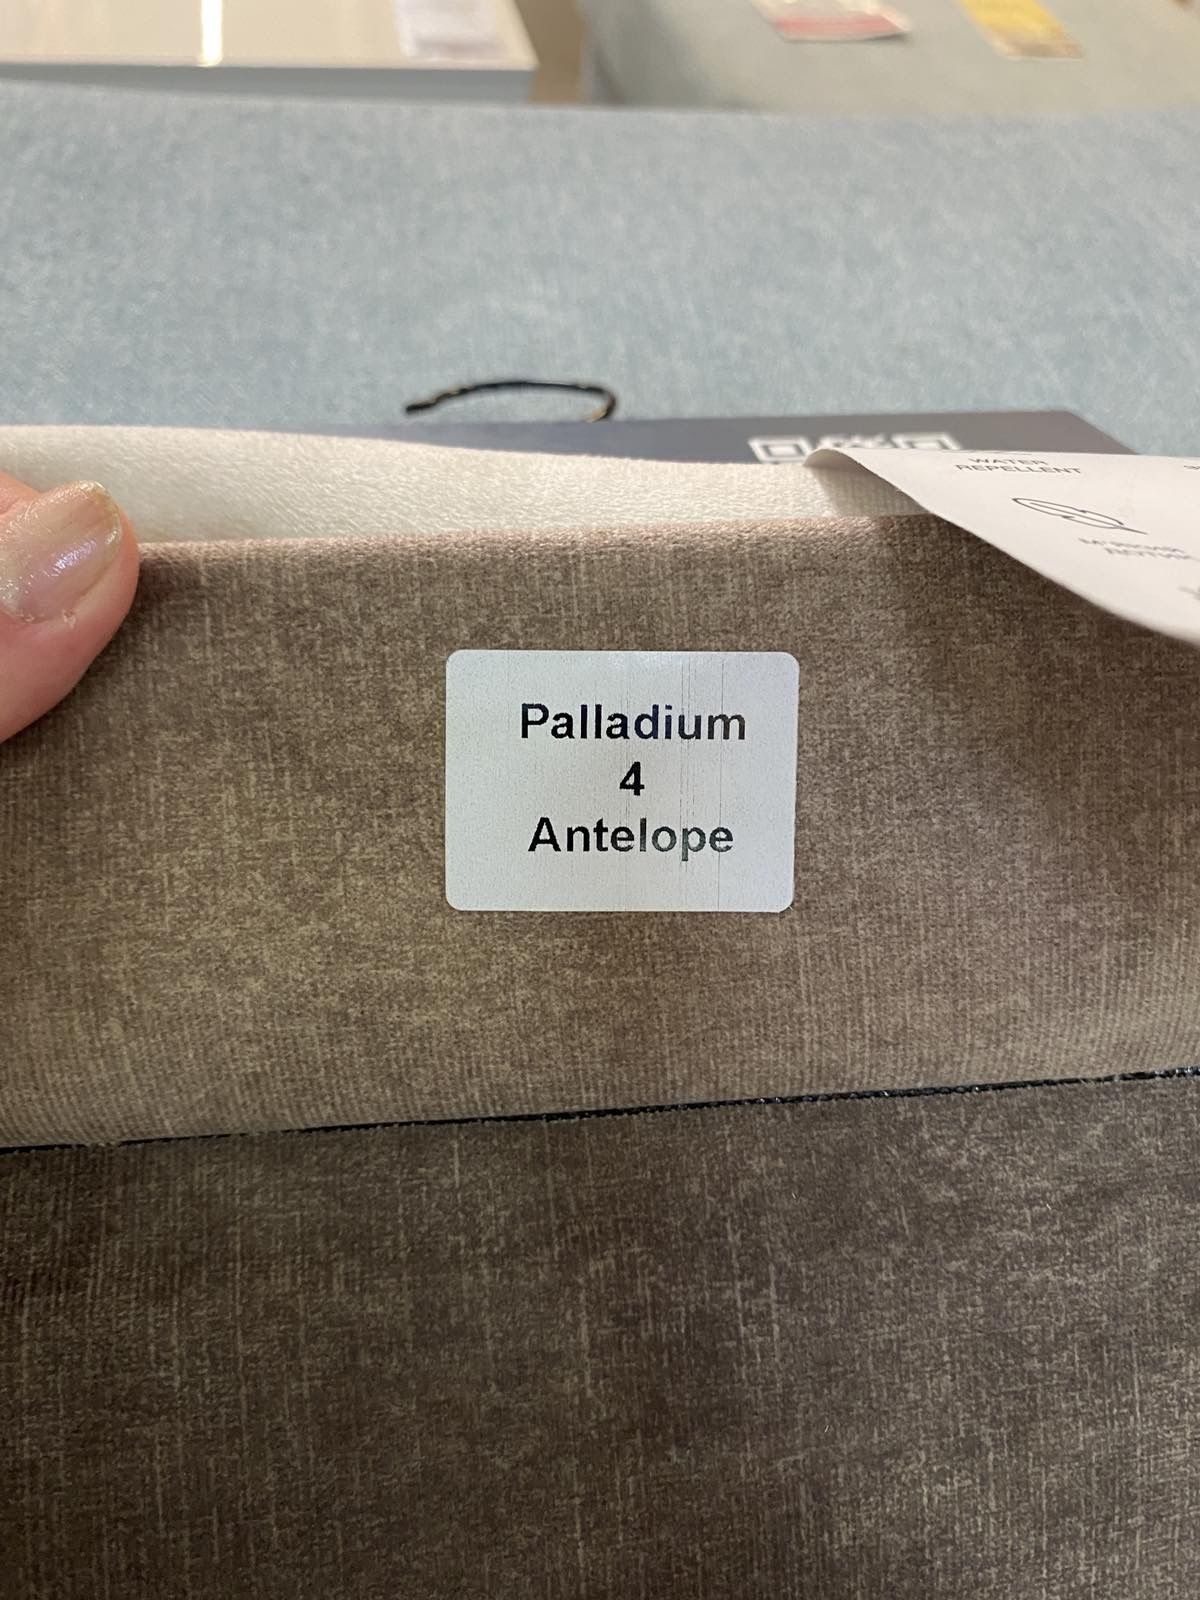 WATER
REPELLENT
Palladium
4
Antelope